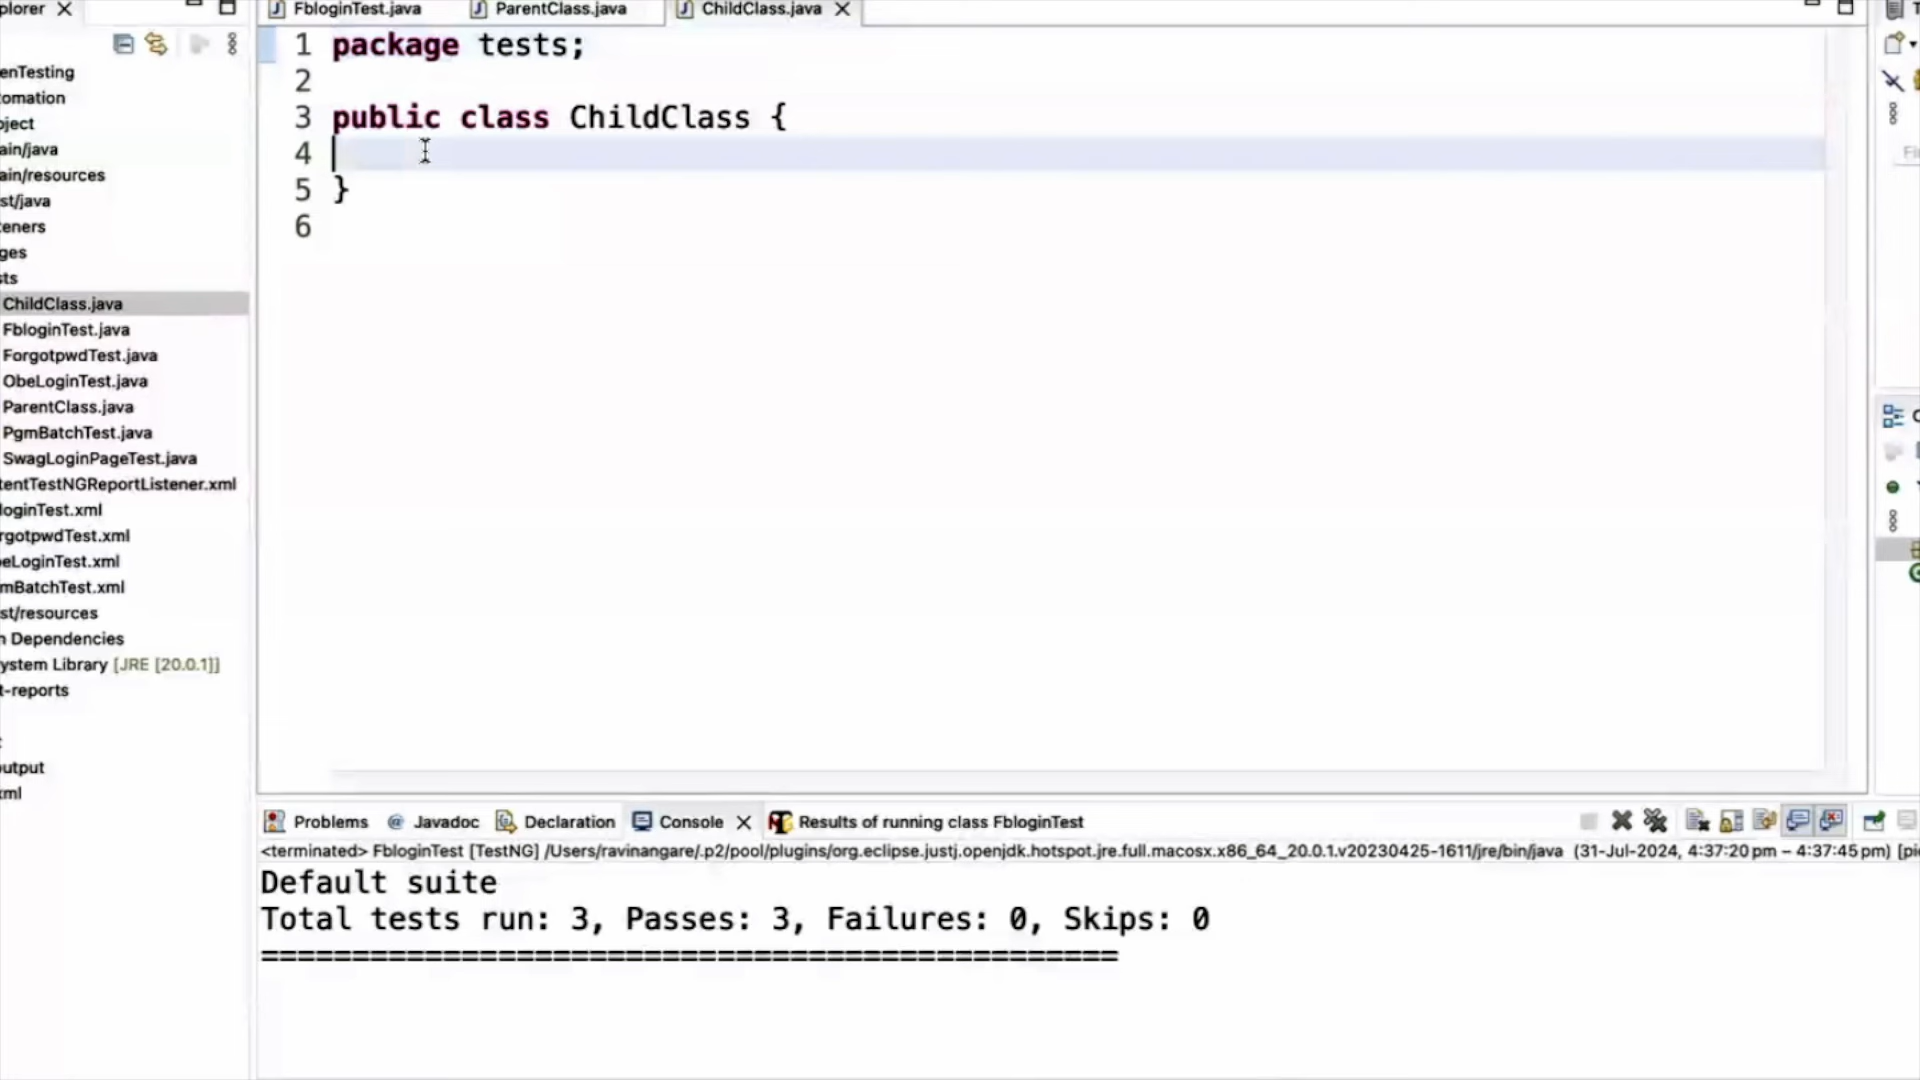 plorer
FbloginTest.java
ParentClass.java
ChildClass.java
enTesting
omation
oject
ain/java
ain/resources
st/java
eners
ges
sts
ChildClass.java
FbloginTest.java
ForgotpwdTest.java
ObeLoginTest.java
ParentClass.java
PgmBatchTest.java
SwagLoginPageTest.java
tentTestNGReportListener.xml
loginTest.xml
rgotpwdTest.xml
eLoginTest.xml
mBatchTest.xml
st/resources
n Dependencies
ystem Library [JRE [20.0.1]]
t-reports
utput
ml
1 package tests;
2
3 public class ChildClass {
4
5 }
6
Fi
Problems @ Javadoc Declaration Console Results of running class FbloginTest
<terminated> FbloginTest [TestNG] /Users/ravinangare/.p2/pool/plugins/org.eclipse.justj.openjdk.hotspot.jre.full.macosx.x86_64_20.0.1.v20230425-1611/jre/bin/java (31-Jul-2024, 4:37:20 pm – 4:37:45 pm) [pi
Default suite
Total tests run: 3, Passes: 3, Failures: 0, Skips: 0
===============================================